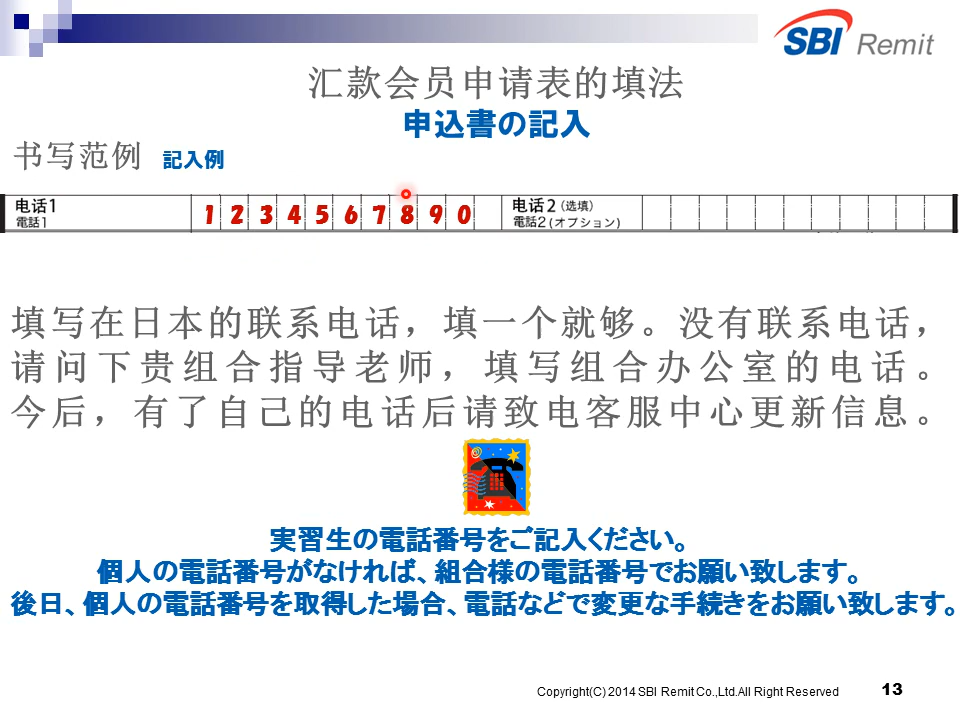 SBI Remit
汇款会员申请表的填法
申込書の記入
书写范例 記入例
电话1 1 2 3 4 5 6 7 8 9 0 电话2（选填）
電話1 電話2(オプション)
填写在日本的联系电话，填一个就够。没有联系电话，
请问下贵组合指导老师，填写组合办公室的电话。
今后，有了自己的电话后请致电客服中心更新信息。
実習生の電話番号をご記入ください。
個人の電話番号がなければ、組合様の電話番号でお願い致します。
後日、個人の電話番号を取得した場合、電話などで変更な手続きをお願い致します。
Copyright(C) 2014 SBI Remit Co.,Ltd.All Right Reserved 13